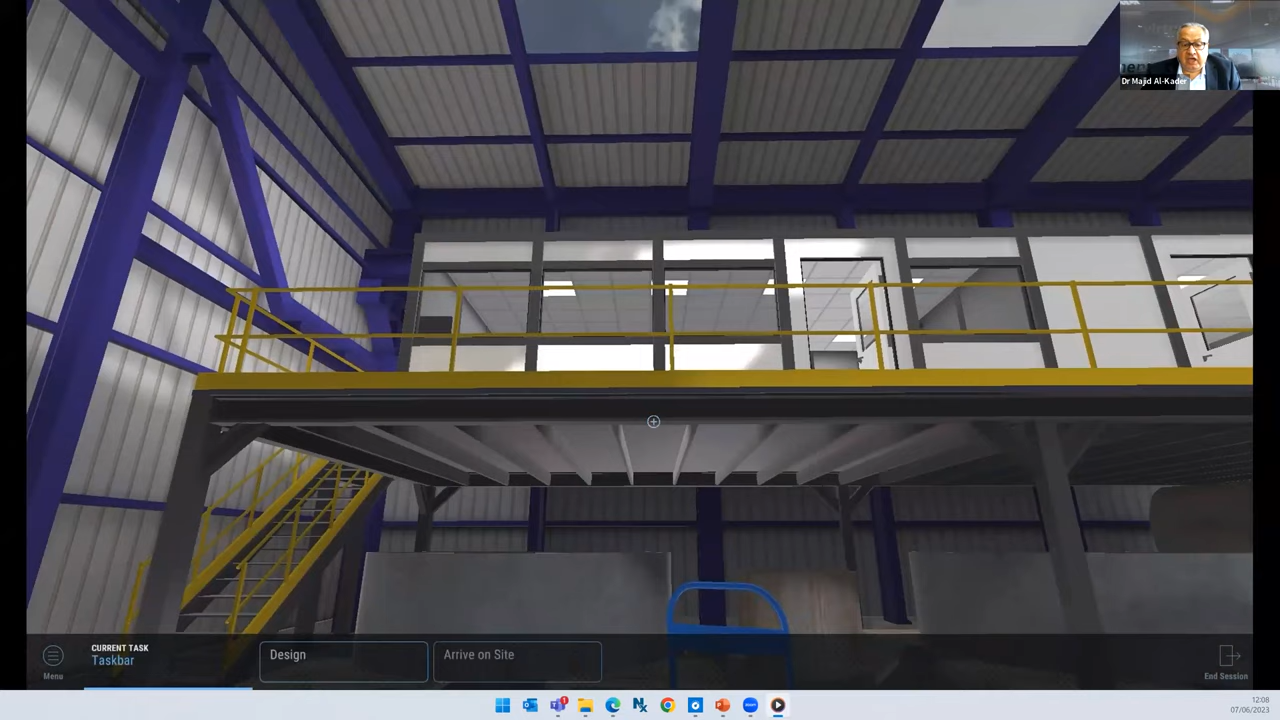 Dr Majid Al-Kader
CURRENT TASK
Taskbar
Menu
Design
Arrive on Site
End Session
1
12:08
07/06/2023